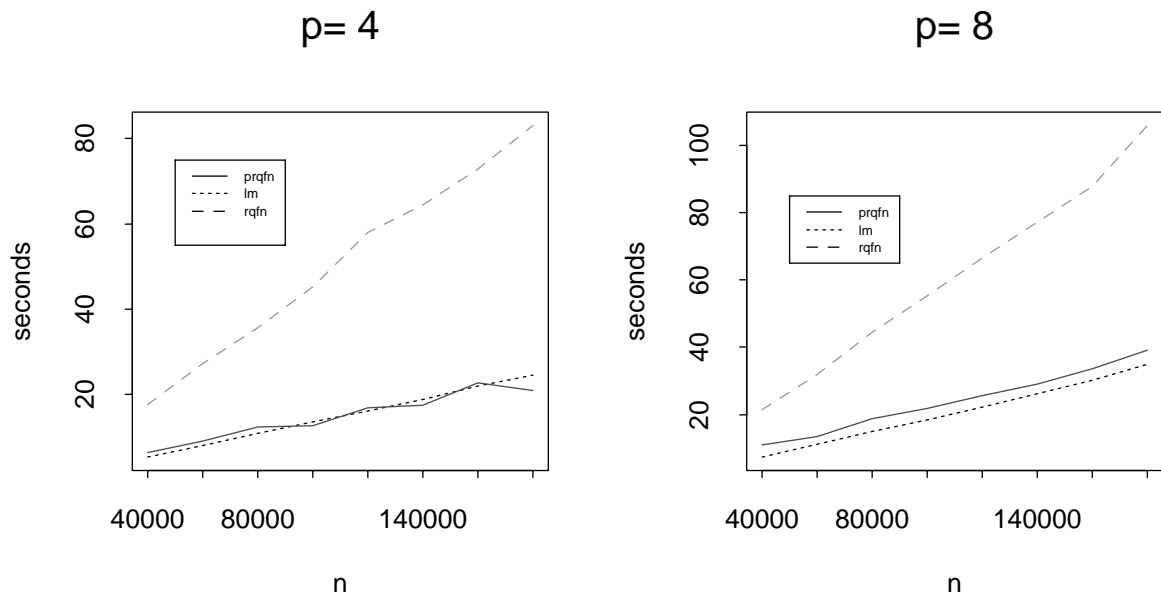 p= 4
80
60
40
20
seconds
prqfn
lm
rqfn
40000 80000 140000
n
p= 8
100
80
60
40
20
seconds
prqfn
lm
rqfn
40000 80000 140000
n